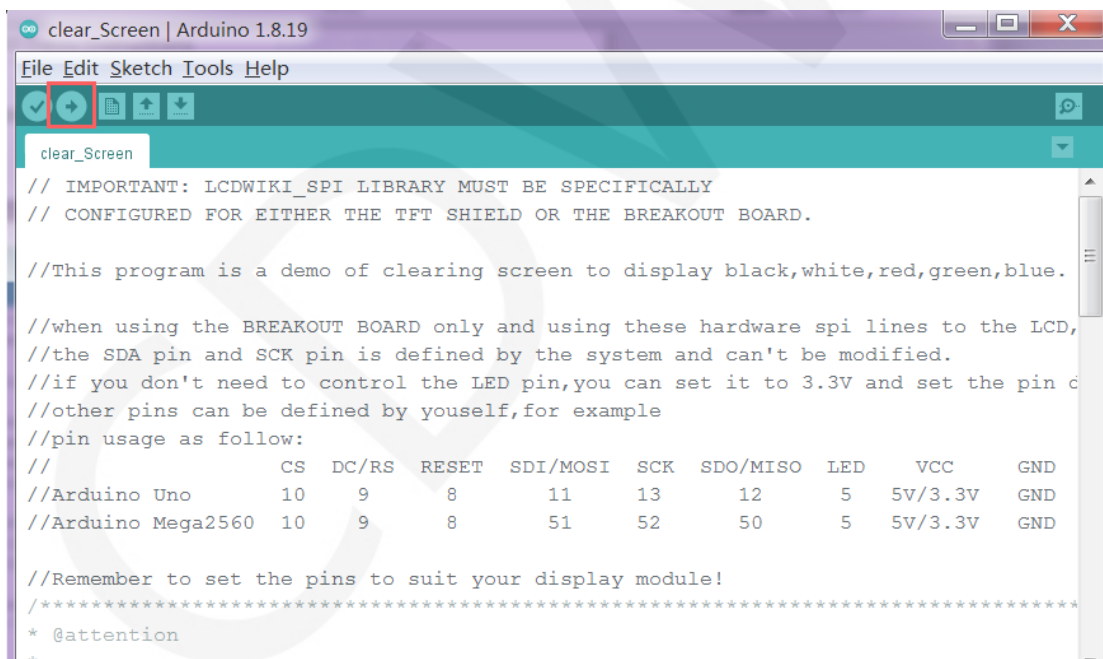 clear_Screen | Arduino 1.8.19
File Edit Sketch Tools Help
clear_Screen
// IMPORTANT: LCDWIKI_SPI LIBRARY MUST BE SPECIFICALLY
// CONFIGURED FOR EITHER THE TFT SHIELD OR THE BREAKOUT BOARD.
//This program is a demo of clearing screen to display black,white,red,green,blue.
//when using the BREAKOUT BOARD only and using these hardware spi lines to the LCD,
//the SDA pin and SCK pin is defined by the system and can't be modified.
//if you don't need to control the LED pin,you can set it to 3.3V and set the pin d
//other pins can be defined by youself,for example
//pin usage as follow:
// CS DC/RS RESET SDI/MOSI SCK SDO/MISO LED VCC GND
//Arduino Uno 10 9 8 11 13 12 5 5V/3.3V GND
//Arduino Mega2560 10 9 8 51 52 50 5 5V/3.3V GND
//Remember to set the pins to suit your display module!
/***********************************************************************************
* @attention
*